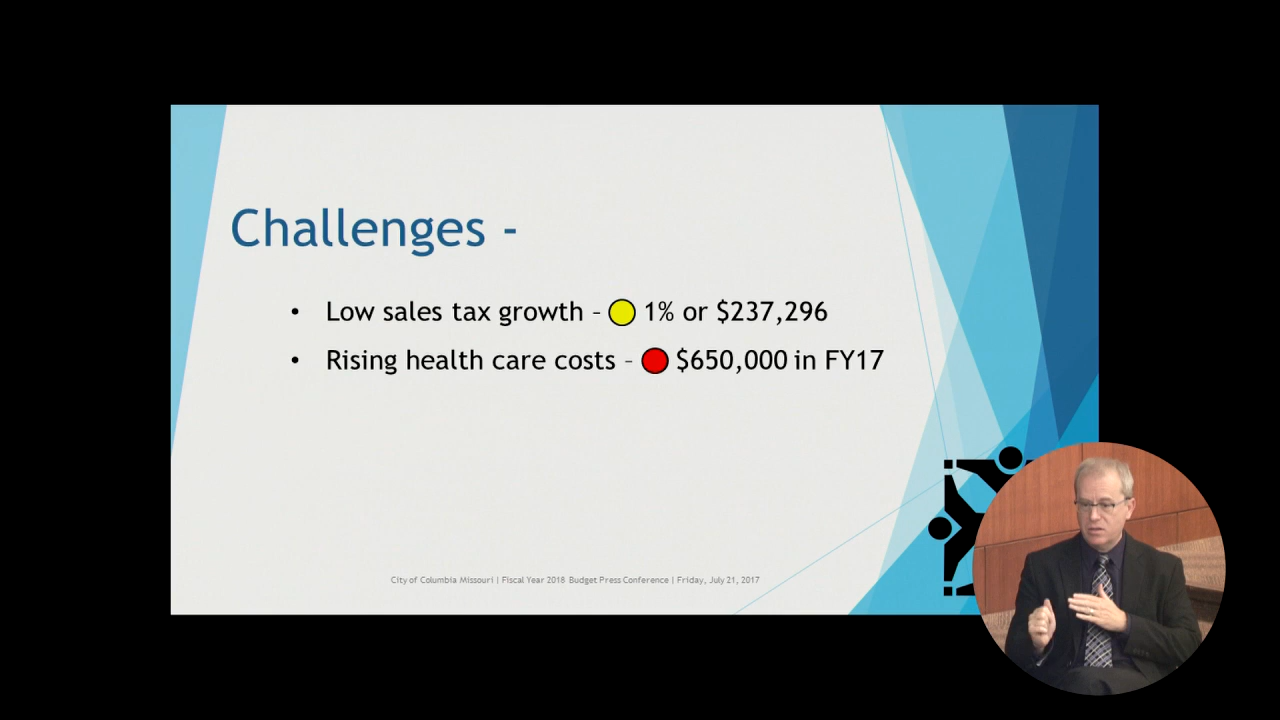 Challenges -
• Low sales tax growth – 1% or $237,296
• Rising health care costs – $650,000 in FY17
City of Columbia Missouri | Fiscal Year 2018 Budget Press Conference | Friday, July 21, 2017